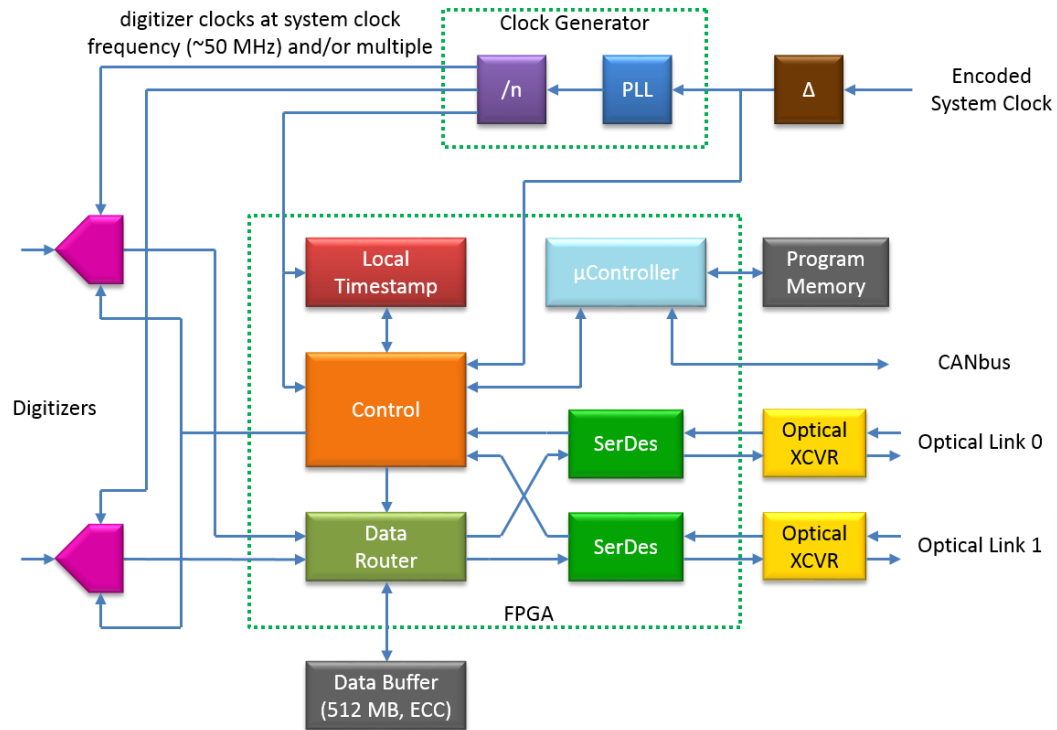 digitizer clocks at system clock
frequency (~50 MHz) and/or multiple
Clock Generator
/n
PLL
Δ
Encoded
System Clock
Local
Timestamp
µController
Program
Memory
CANbus
Control
Digitizers
SerDes
Optical
XCVR
Optical Link 0
Data
Router
SerDes
Optical
XCVR
Optical Link 1
FPGA
Data Buffer
(512 MB, ECC)